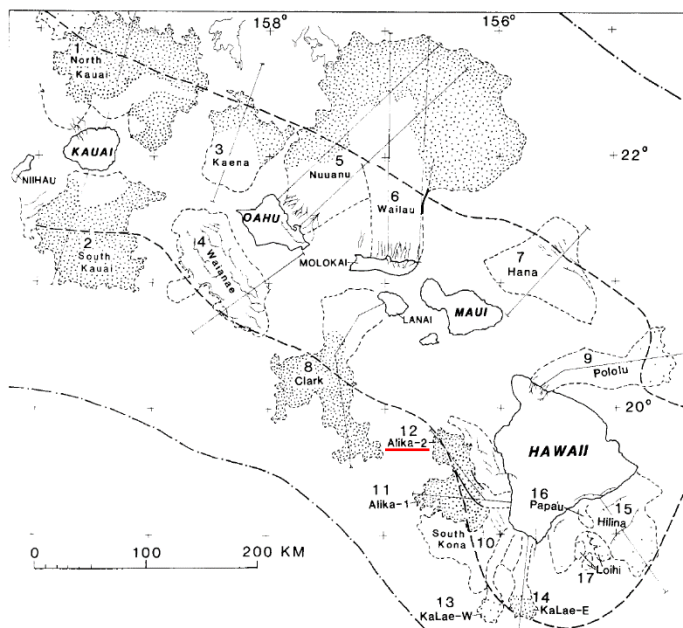 158°
156°
1
North
Kauai
3
Kaena
5
Nuuanu
22°
KAUAI
NIIHAU
6
Wailau
OAHU
2
South
Kauai
4
Waianae
MOLOKAI
7
Hana
LANAI
MAUI
8
Clark
9
Pololu
20°
12
Alika-2
HAWAII
11
Alika-1
16
Papa'u
15
Hilina
South
Kona
10
0
100
200 KM
17
Loihi
13
KaLae-W
14
KaLae-E